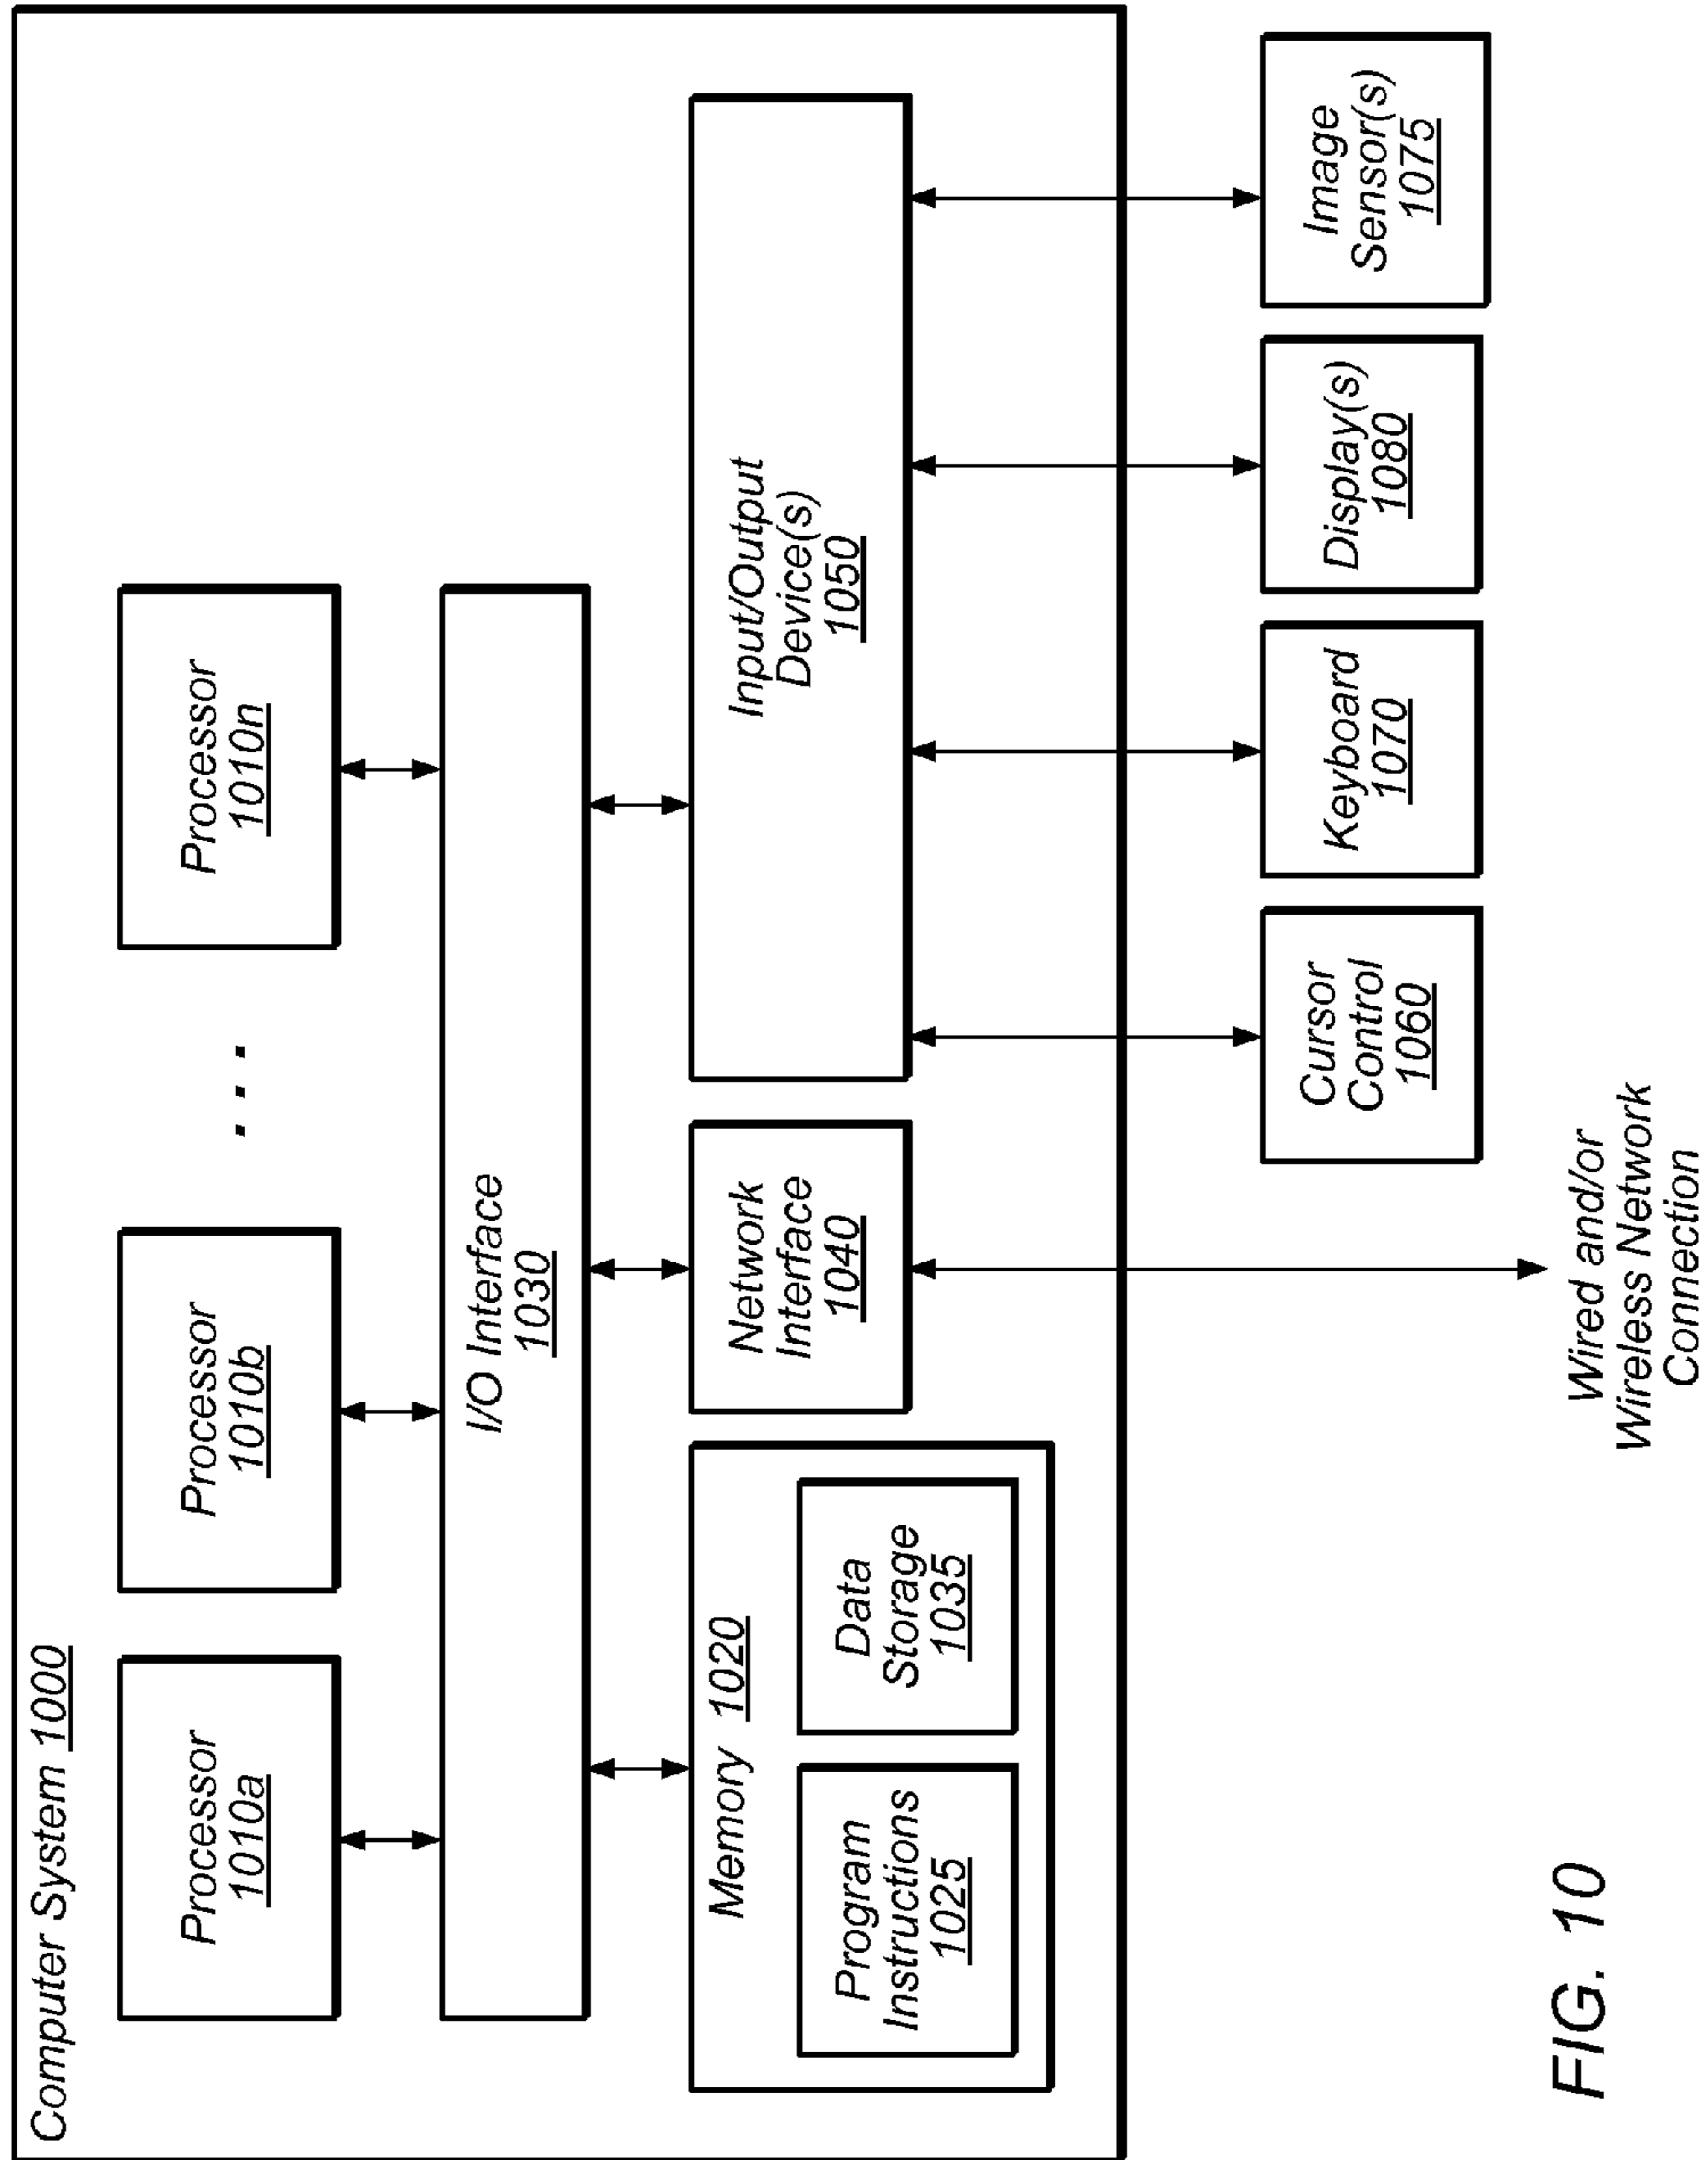 Computer System 1000
Processor
1010a
Processor
1010b
. . .
Processor
1010n
I/O Interface
1030
Memory 1020
Program
Instructions
1025
Data
Storage
1035
Network
Interface
1040
Input/Output
Device(s)
1050
Cursor
Control
1060
Keyboard
1070
Display(s)
1080
Image
Sensor(s)
1075
Wired and/or
Wireless Network
Connection
FIG. 10